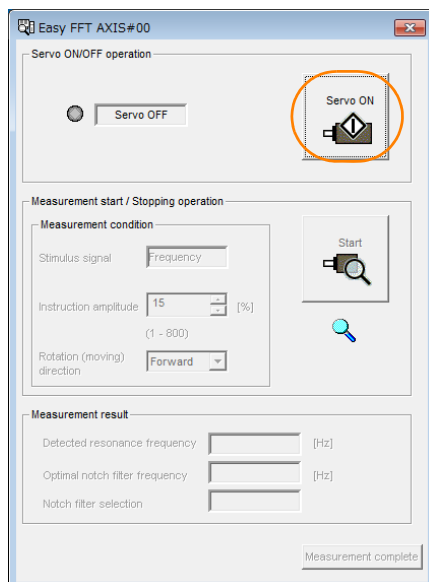 Easy FFT AXIS#00
Servo ON/OFF operation
Servo OFF
Servo ON
Measurement start / Stopping operation
Measurement condition
Stimulus signal Frequency
Instruction amplitude 15 [%]
(1 - 800)
Rotation (moving)
direction
Forward
Start
Measurement result
Detected resonance frequency [Hz]
Optimal notch filter frequency [Hz]
Notch filter selection
Measurement complete